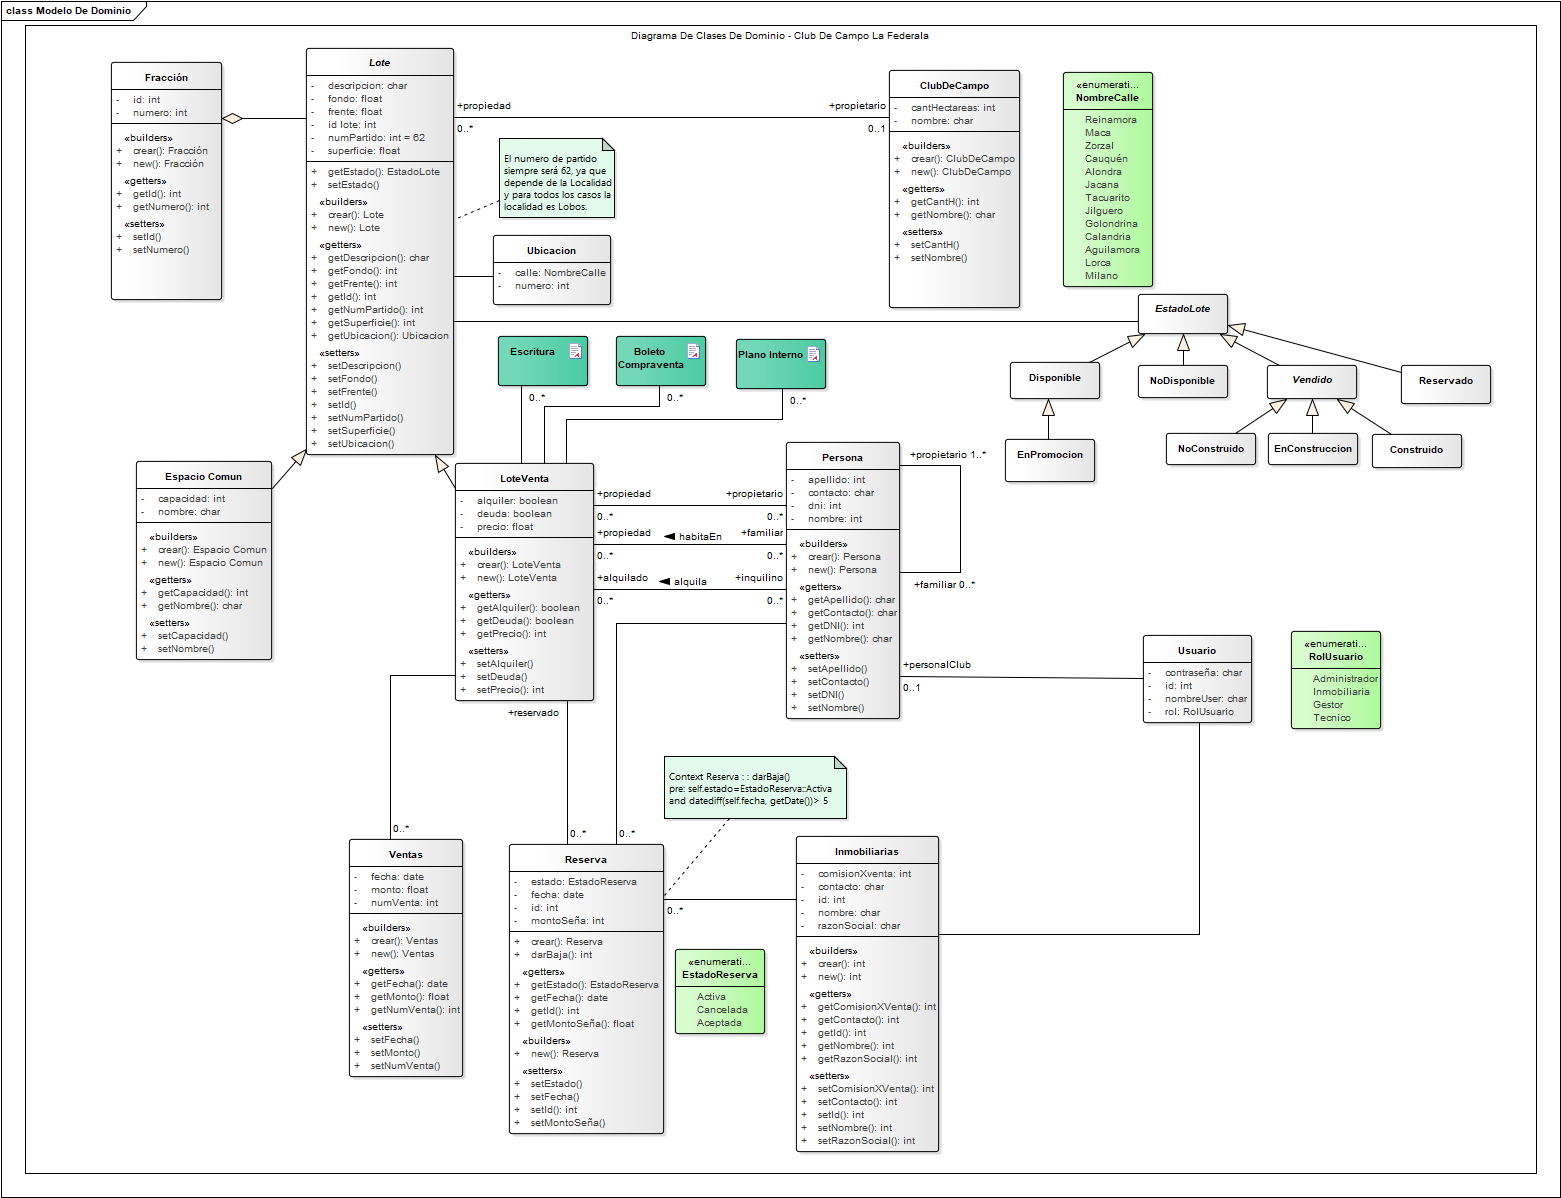 class Modelo De Dominio
Diagrama De Clases De Dominio - Club De Campo La Federala
Fracción
- id: int
- numero: int
«builders»
+ crear(): Fracción
+ new(): Fracción
«getters»
+ getId(): int
+ getNumero(): int
«setters»
+ setId()
+ setNumero()
Lote
- descripcion: char
- fondo: float
- frente: float
- id lote: int
- numPartido: int = 62
- superficie: float
+ getEstado(): EstadoLote
+ setEstado()
«builders»
+ crear(): Lote
+ new(): Lote
«getters»
+ getDescripcion(): char
+ getFondo(): int
+ getFrente(): int
+ getId(): int
+ getNumPartido(): int
+ getSuperficie(): int
+ getUbicacion(): Ubicacion
«setters»
+ setDescripcion()
+ setFondo()
+ setFrente()
+ setId()
+ setNumPartido()
+ setSuperficie()
+ setUbicacion()
+propiedad
0..*
+propietario
0..1
El numero de partido
siempre será 62, ya que
depende de la Localidad
y para todos los casos la
localidad es Lobos.
Ubicacion
- calle: NombreCalle
- numero: int
ClubDeCampo
- cantHectareas: int
- nombre: char
«builders»
+ crear(): ClubDeCampo
+ new(): ClubDeCampo
«getters»
+ getCantH(): int
+ getNombre(): char
«setters»
+ setCantH()
+ setNombre()
«enumerati...
NombreCalle
Reinamora
Maca
Zorzal
Cauquén
Alondra
Jacana
Tacuarito
Jilguero
Golondrina
Calandria
Aguilamora
Lorca
Milano
EstadoLote
Disponible
NoDisponible
Vendido
Reservado
EnPromocion
NoConstruido
EnConstruccion
Construido
Escritura
0..*
Boleto
Compraventa
0..*
Plano Interno
0..*
Espacio Comun
- capacidad: int
- nombre: char
«builders»
+ crear(): Espacio Comun
+ new(): Espacio Comun
«getters»
+ getCapacidad(): int
+ getNombre(): char
«setters»
+ setCapacidad()
+ setNombre()
LoteVenta
- alquiler: boolean
- deuda: boolean
- precio: float
«builders»
+ crear(): LoteVenta
+ new(): LoteVenta
«getters»
+ getAlquiler(): boolean
+ getDeuda(): boolean
+ getPrecio(): int
«setters»
+ setAlquiler()
+ setDeuda()
+ setPrecio(): int
+propiedad
+propietario
0..*
0..*
+propiedad
habitaEn
+familiar
0..*
0..*
+alquilado
alquila
+inquilino
0..*
0..*
Persona
- apellido: int
- contacto: char
- dni: int
- nombre: int
«builders»
+ crear(): Persona
+ new(): Persona
«getters»
+ getApellido(): char
+ getContacto(): char
+ getDNI(): int
+ getNombre(): char
«setters»
+ setApellido()
+ setContacto()
+ setDNI()
+ setNombre()
+propietario 1..*
+familiar 0..*
+personalClub
0..1
Usuario
- contraseña: char
- id: int
- nombreUser: char
- rol: RolUsuario
«enumerati...
RolUsuario
Administrador
Inmobiliaria
Gestor
Tecnico
+reservado
0..*
0..*
0..*
Context Reserva : : darBaja()
pre: self.estado=EstadoReserva::Activa
and datediff(self.fecha, getDate())> 5
Ventas
- fecha: date
- monto: float
- numVenta: int
«builders»
+ crear(): Ventas
+ new(): Ventas
«getters»
+ getFecha(): date
+ getMonto(): float
+ getNumVenta(): int
«setters»
+ setFecha()
+ setMonto()
+ setNumVenta()
Reserva
- estado: EstadoReserva
- fecha: date
- id: int
- montoSeña: int
+ crear(): Reserva
+ darBaja(): int
«getters»
+ getEstado(): EstadoReserva
+ getFecha(): date
+ getId(): int
+ getMontoSeña(): float
«builders»
+ new(): Reserva
«setters»
+ setEstado()
+ setFecha()
+ setId(): int
+ setMontoSeña()
0..*
«enumerati...
EstadoReserva
Activa
Cancelada
Aceptada
Inmobiliarias
- comisionXventa: int
- contacto: char
- id: int
- nombre: char
- razonSocial: char
«builders»
+ crear(): int
+ new(): int
«getters»
+ getComisionXVenta(): int
+ getContacto(): int
+ getId(): int
+ getNombre(): int
+ getRazonSocial(): int
«setters»
+ setComisionXVenta(): int
+ setContacto(): int
+ setId(): int
+ setNombre(): int
+ setRazonSocial(): int